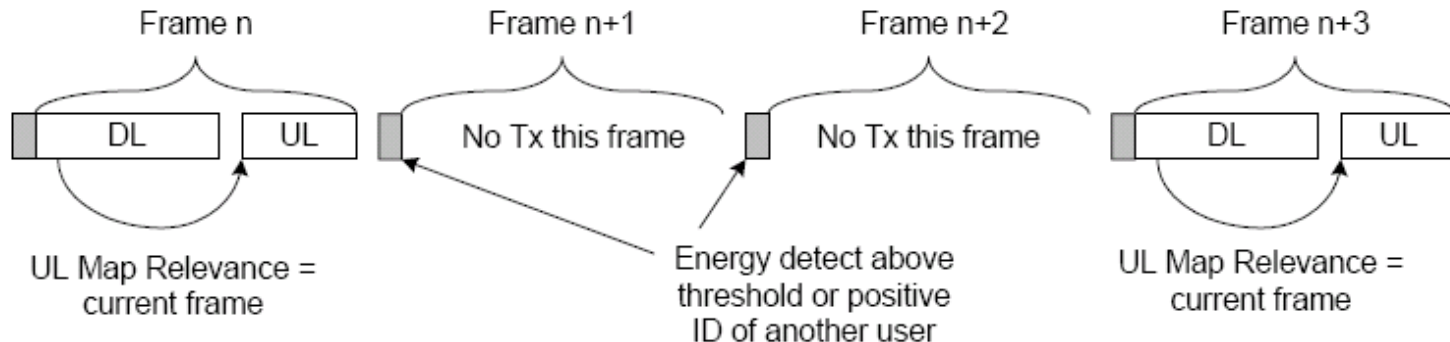 Frame n
Frame n+1
Frame n+2
Frame n+3
DL
UL
No Tx this frame
No Tx this frame
DL
UL
UL Map Relevance =
current frame
Energy detect above
threshold or positive
ID of another user
UL Map Relevance =
current frame